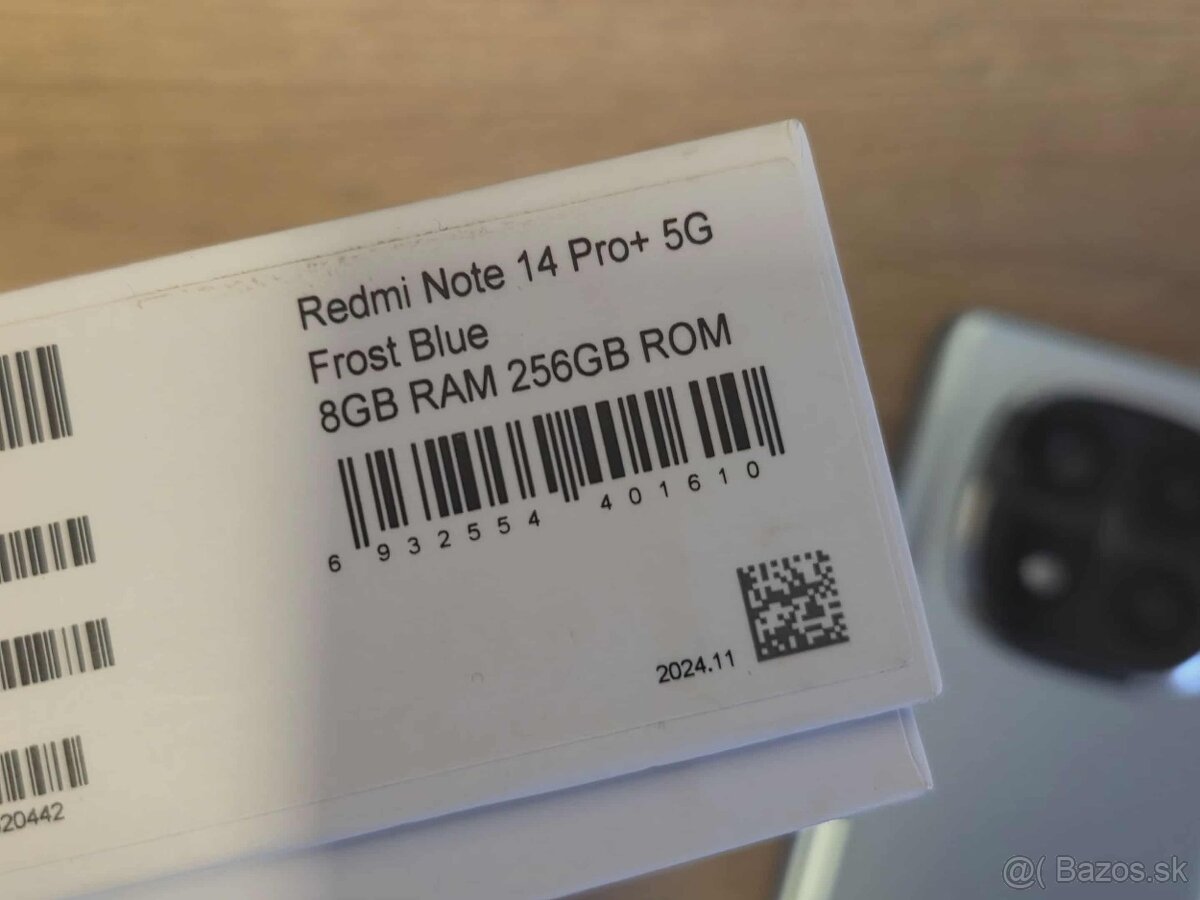 Redmi Note 14 Pro+ 5G
Frost Blue
8GB RAM 256GB ROM
6 932554 401610
2024.11
20442
@( Bazos.sk